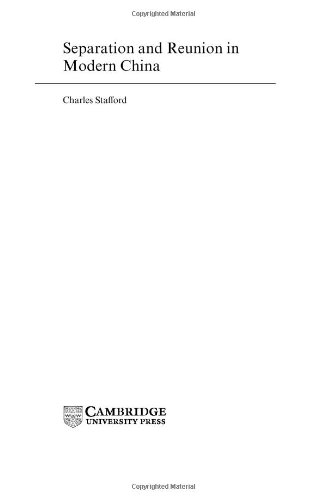 Copyrighted Material
Separation and Reunion in
Modern China
Charles Stafford
CAMBRIDGE
UNIVERSITY PRESS
Copyrighted Material